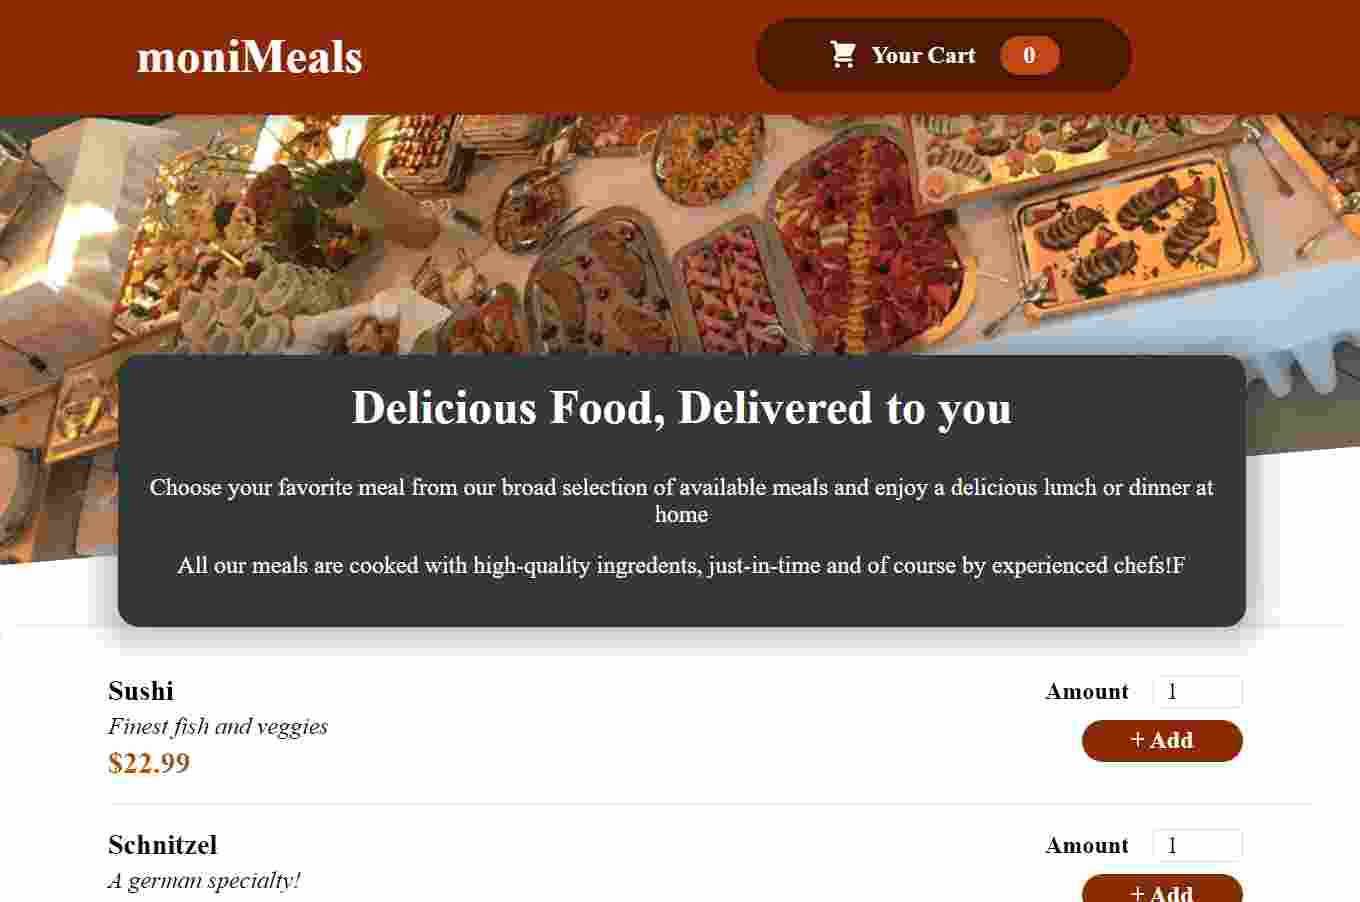 moniMeals
Your Cart 0
Delicious Food, Delivered to you
Choose your favorite meal from our broad selection of available meals and enjoy a delicious lunch or dinner at
home
All our meals are cooked with high-quality ingredents, just-in-time and of course by experienced chefs!F
Sushi
Amount 1
Finest fish and veggies
+ Add
$22.99
Schnitzel
Amount 1
A german specialty!
+ Add